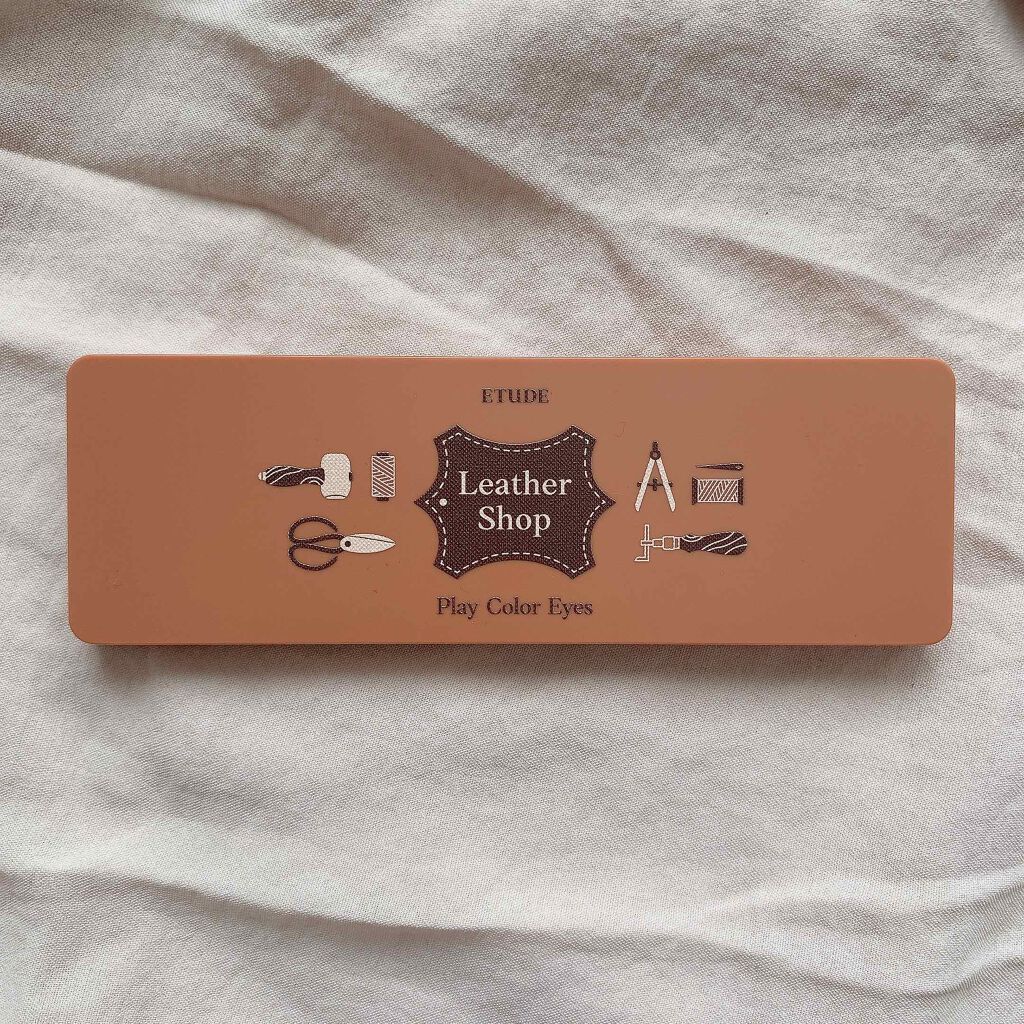 ETUDE
Leather
Shop
Play Color Eyes